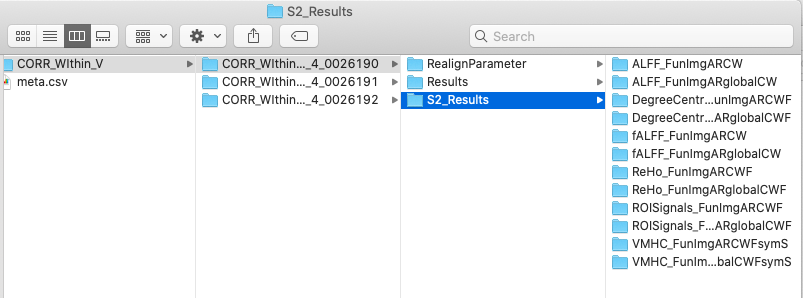 S2_Results
Search
CORR_WIthin_V
meta.csv
CORR_WIthin..._4_0026190
CORR_WIthin..._4_0026191
CORR_WIthin..._4_0026192
RealignParameter
Results
S2_Results
ALFF_FunImgARCW
ALFF_FunImgARglobalCW
DegreeCentr...unImgARCWF
DegreeCentr...ARglobalCWF
fALFF_FunImgARCW
fALFF_FunImgARglobalCW
ReHo_FunImgARCWF
ReHo_FunImgARglobalCWF
ROISignals_FunImgARCWF
ROISignals_F...ARglobalCWF
VMHC_FunImgARCWFsymS
VMHC_FunIm...balCWFsymS